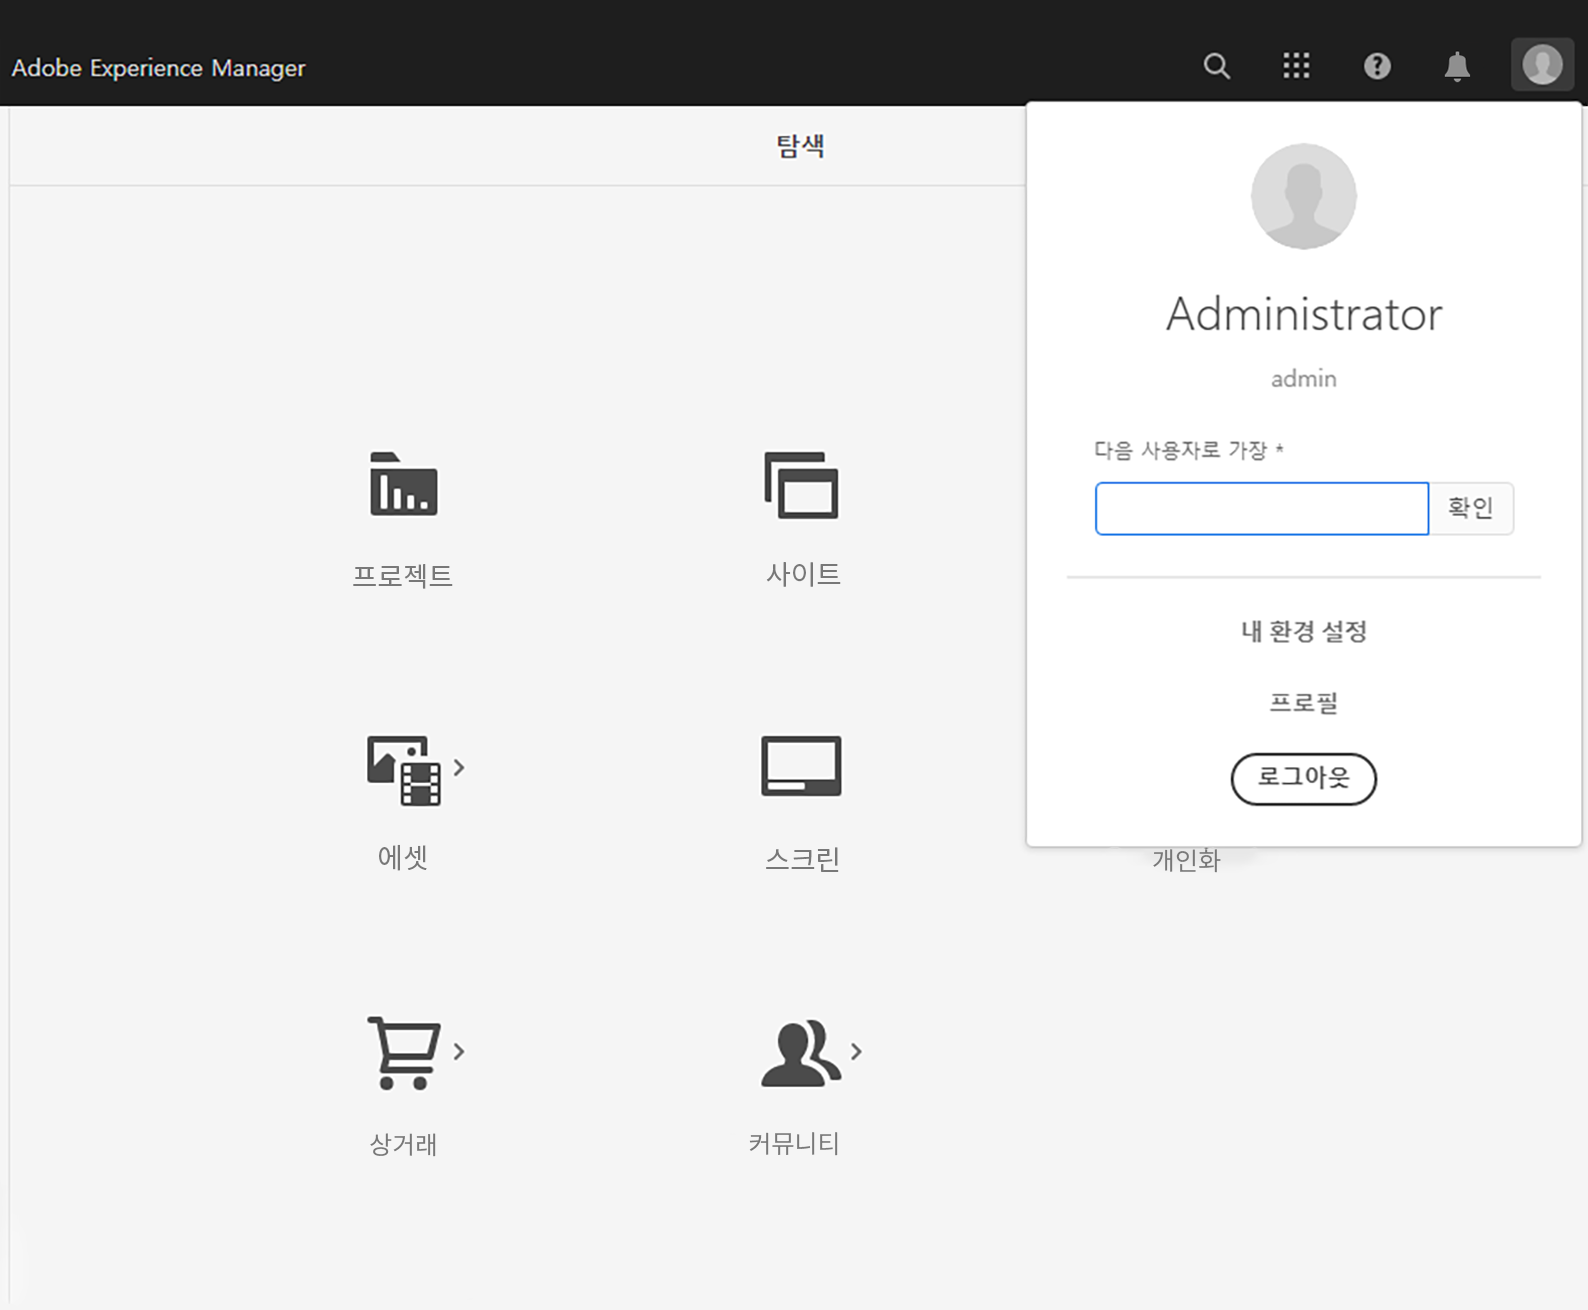 Adobe Experience Manager
탐색
Administrator
admin
다음 사용자로 가장 *
확인
내 환경 설정
프로필
로그아웃
프로젝트
사이트
에셋
스크린
개인화
상거래
커뮤니티